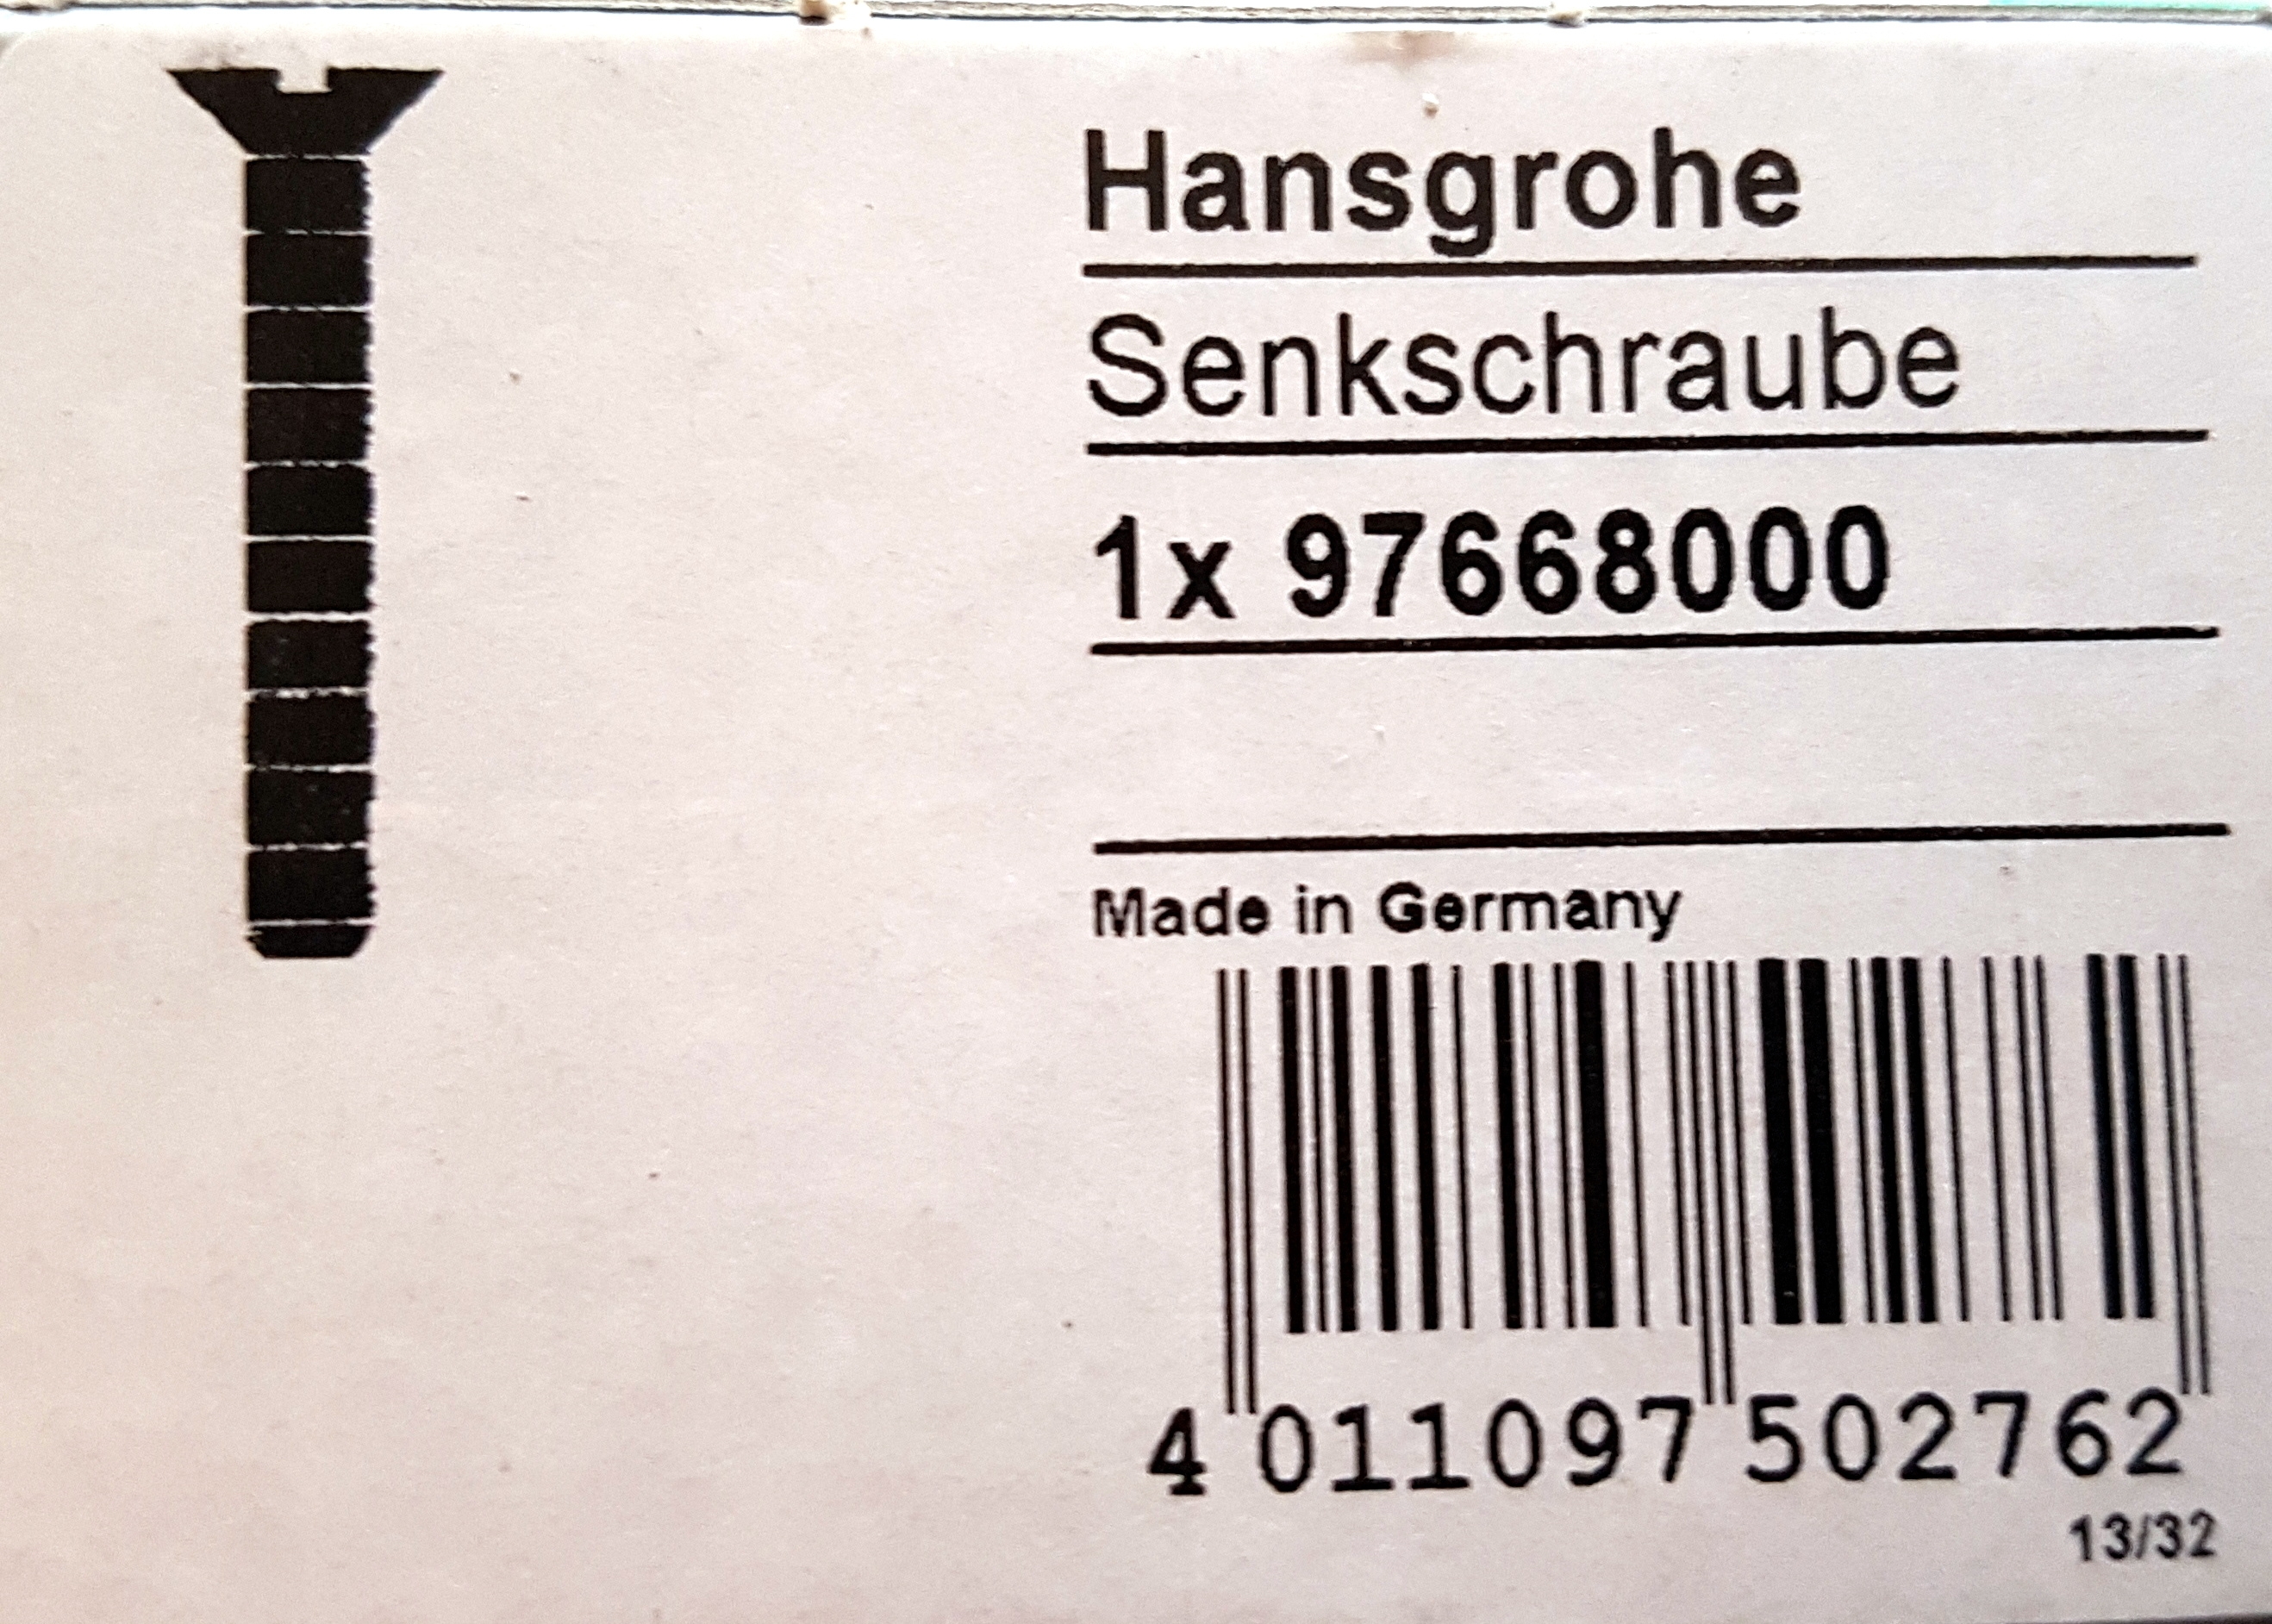 Hansgrohe
Senkschraube
1x 97668000
Made in Germany
4 011097 502762
13/32